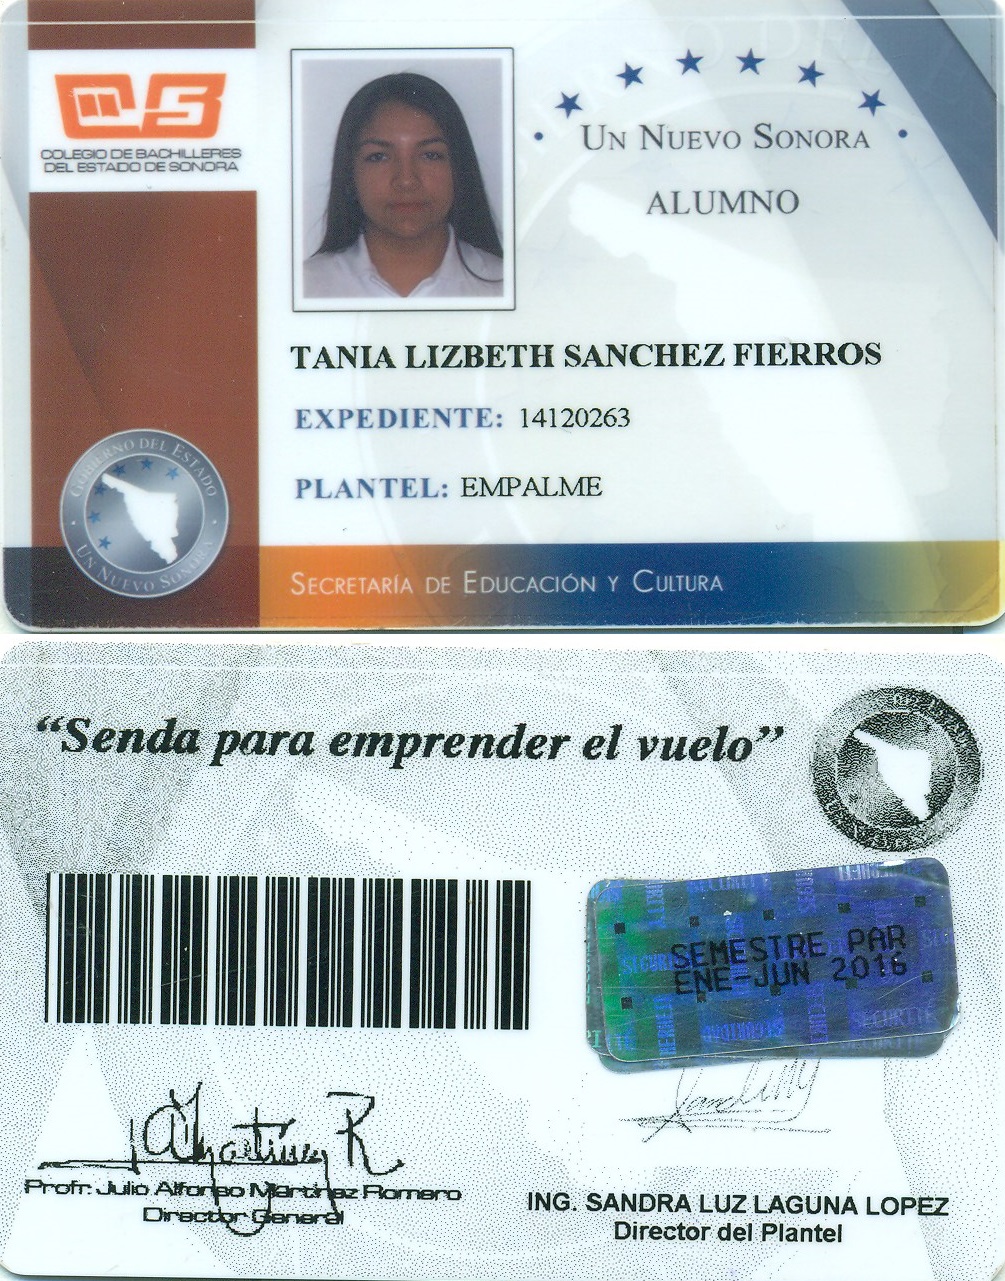 COLEGIO DE BACHILLERES
DEL ESTADO DE SONORA
UN NUEVO SONORA
ALUMNO
TANIA LIZBETH SANCHEZ FIERROS
EXPEDIENTE: 14120263
PLANTEL: EMPALME
GOBIERNO DEL ESTADO
UN NUEVO SONORA
SECRETARÍA DE EDUCACIÓN Y CULTURA
“Senda para emprender el vuelo”
SEMESTRE PAR
ENE-JUN 2016
Profr. Julio Alfonso Martínez Romero
Director General
ING. SANDRA LUZ LAGUNA LOPEZ
Director del Plantel